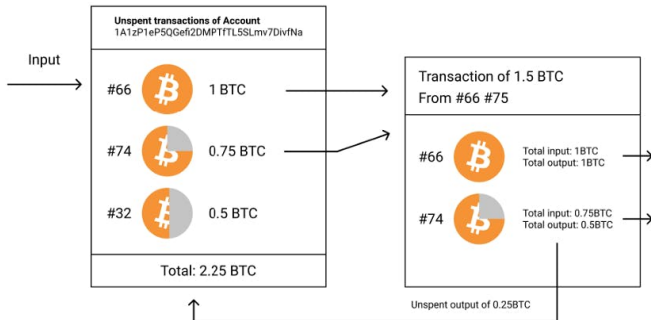 Unspent transactions of Account
1A1zP1eP5QGefi2DMPTfTL5SLmv7DivfNa
Input
#66 1 BTC
#74 0.75 BTC
#32 0.5 BTC
Total: 2.25 BTC
Transaction of 1.5 BTC
From #66 #75
#66 Total input: 1BTC
Total output: 1BTC
#74 Total input: 0.75BTC
Total output: 0.5BTC
Unspent output of 0.25BTC